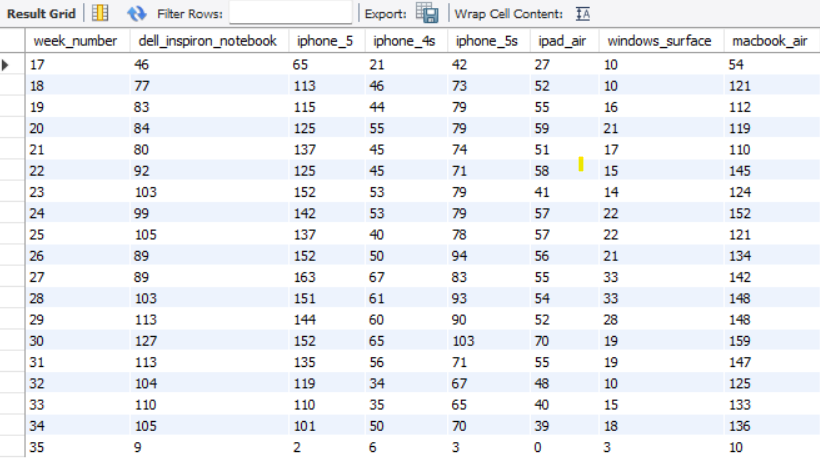 Result Grid Filter Rows: Export: Wrap Cell Content: IA
week_number dell_inspiron_notebook iphone_5 iphone_4s iphone_5s ipad_air windows_surface macbook_air
17 46 65 21 42 27 10 54
18 77 113 46 73 52 10 121
19 83 115 44 79 55 16 112
20 84 125 55 79 59 21 119
21 80 137 45 74 51 17 110
22 92 125 45 71 58 15 145
23 103 152 53 79 41 14 124
24 99 142 53 79 57 22 152
25 105 137 40 78 57 22 121
26 89 152 50 94 56 21 134
27 89 163 67 83 55 33 142
28 103 151 61 93 54 33 148
29 113 144 60 90 52 28 148
30 127 152 65 103 70 19 159
31 113 135 56 71 55 19 147
32 104 119 34 67 48 10 125
33 110 110 35 65 40 15 133
34 105 101 50 70 39 18 136
35 9 2 6 3 0 3 10